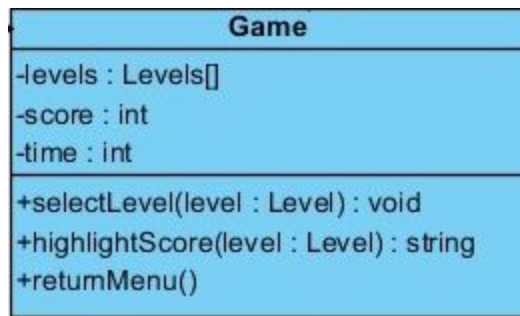 Game
-levels : Levels[]
-score : int
-time : int
+selectLevel(level : Level) : void
+highlightScore(level : Level) : string
+returnMenu()